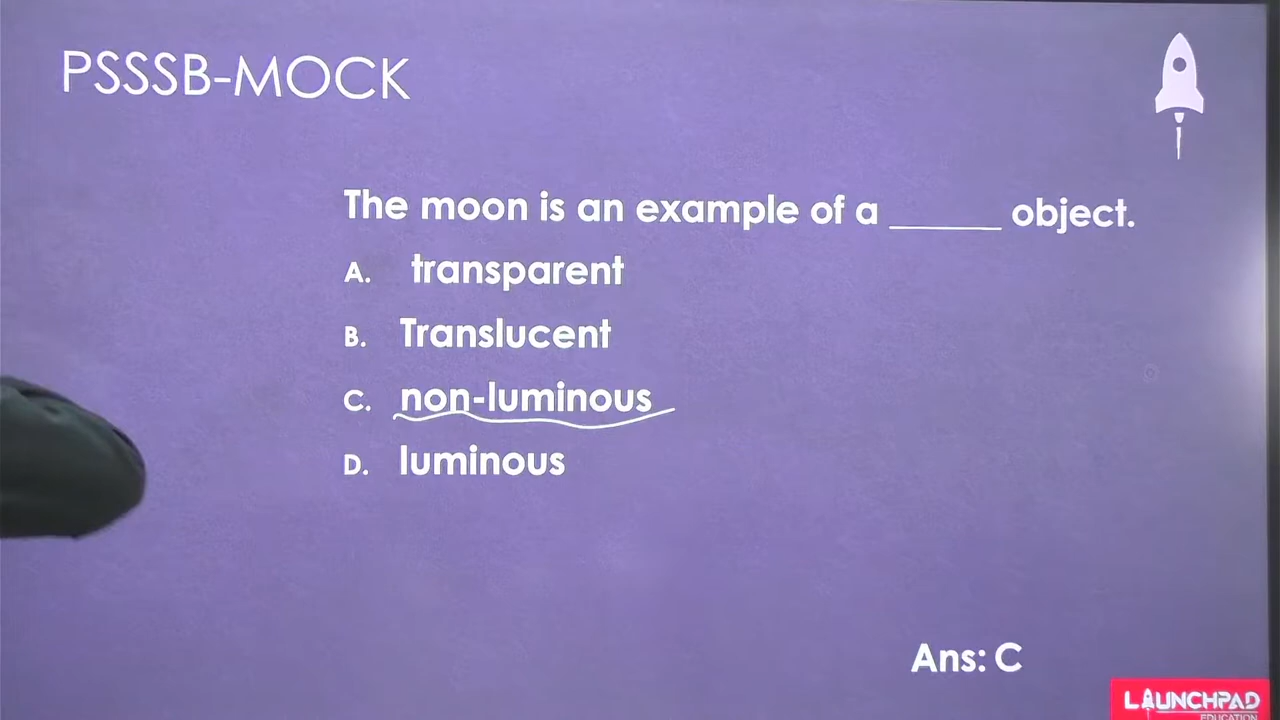 PSSSB-MOCK
The moon is an example of a ______ object.
A. transparent
B. Translucent
C. non-luminous
D. luminous
Ans: C
LAUNCHPAD
EDUCATION